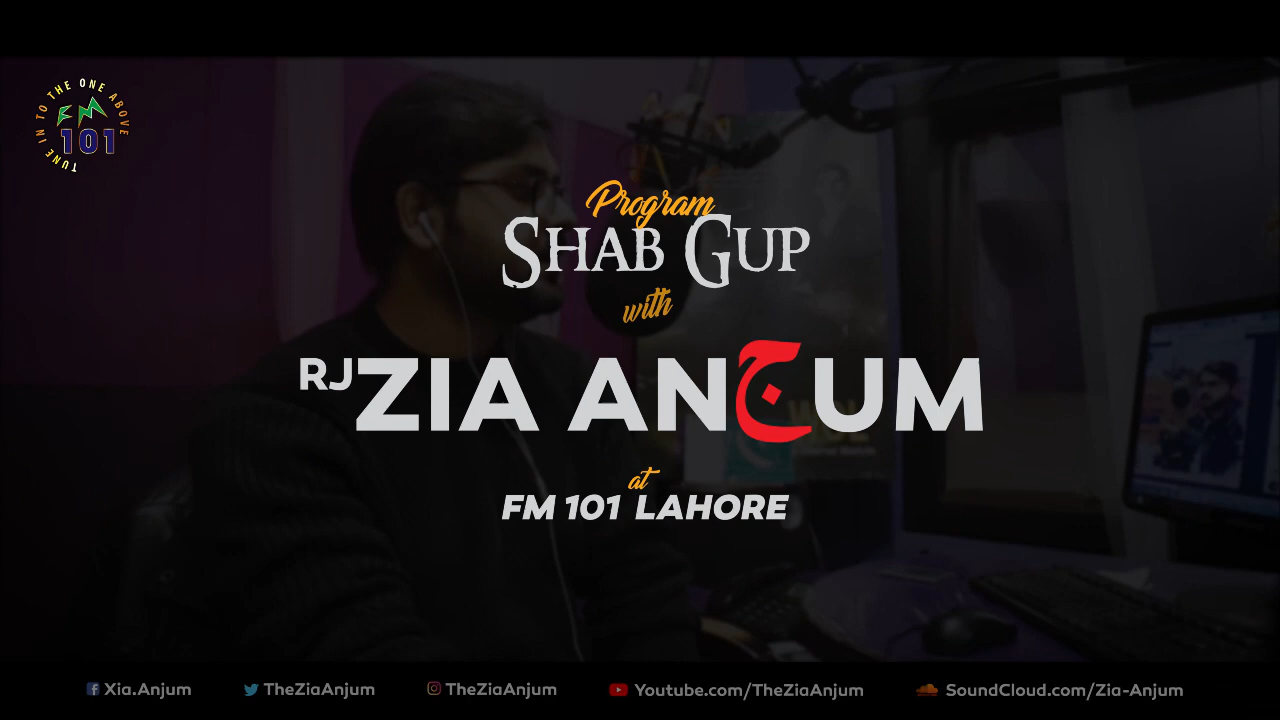 TUNE IN TO THE ONE ABOVE
FM
101
Program
SHAB GUP
with
RJ ZIA ANجUM
at
FM 101 LAHORE
Xia.Anjum
TheZiaAnjum
TheZiaAnjum
Youtube.com/TheZiaAnjum
SoundCloud.com/Zia-Anjum